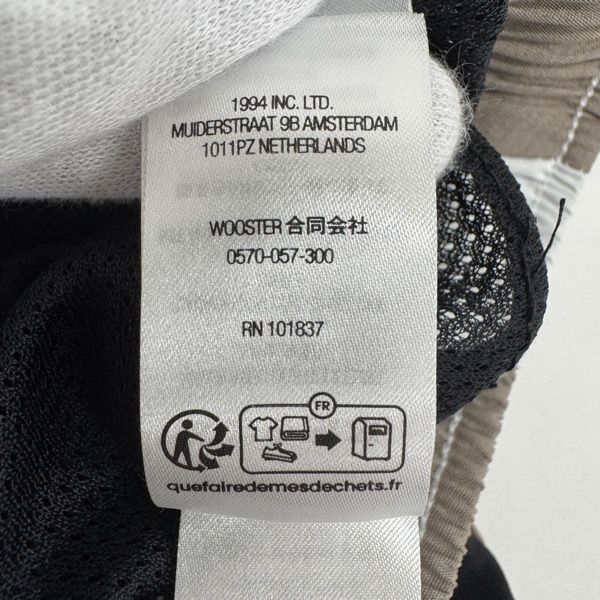 1994 INC. LTD.
MUIDERSTRAAT 9B AMSTERDAM
1011PZ NETHERLANDS
WOOSTER 合同会社
0570-057-300
RN 101837
FR
quefairedemesdechets.fr